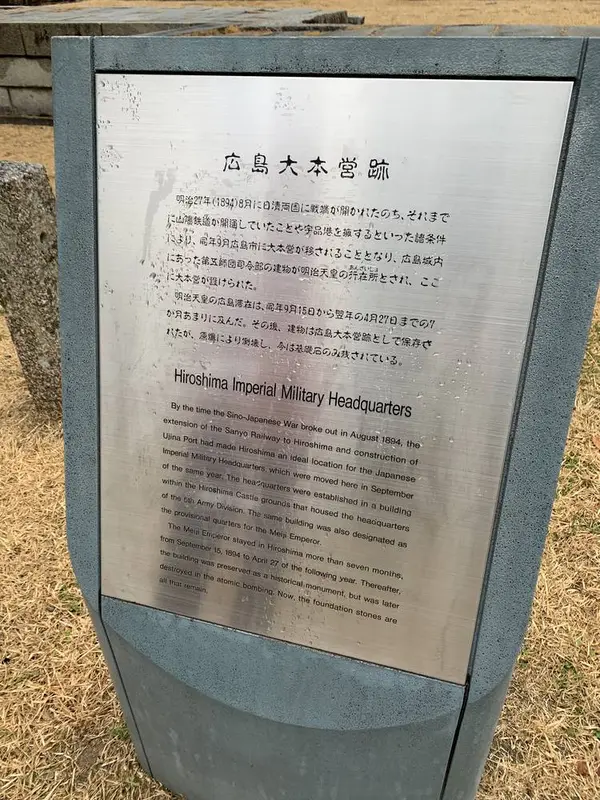 広島大本営跡
明治27年(1894)8月に日清両国に戦端が開かれたのち、それまで
に山陽鉄道が開通していたことや宇品港を擁するといった諸条件
により、同年9月広島市に大本営が移されることとなり、広島城内
にあった第五師団司令部の建物が明治天皇の行在所とされ、ここ
に大本営が設けられた。
明治天皇の広島滞在は、同年9月15日から翌年の4月27日までの7
か月あまりに及んだ。その後、建物は広島大本営跡として保存さ
れたが、原爆により倒壊し、今は基礎石のみ残されている。
Hiroshima Imperial Military Headquarters
By the time the Sino-Japanese War broke out in August 1894, the
extension of the Sanyo Railway to Hiroshima and construction of
Ujina Port had made Hiroshima an ideal location for the Japanese
Imperial Military Headquarters, which were moved here in September
of the same year. The headquarters were established in a building
within the Hiroshima Castle grounds that housed the headquarters
of the 5th Army Division. The same building was also designated as
the provisional quarters for the Meiji Emperor.
The Meiji Emperor stayed in Hiroshima more than seven months,
from September 15, 1894 to April 27 of the following year. Thereafter,
the building was preserved as a historical monument, but was later
destroyed in the atomic bombing. Now, the foundation stones are
all that remain.